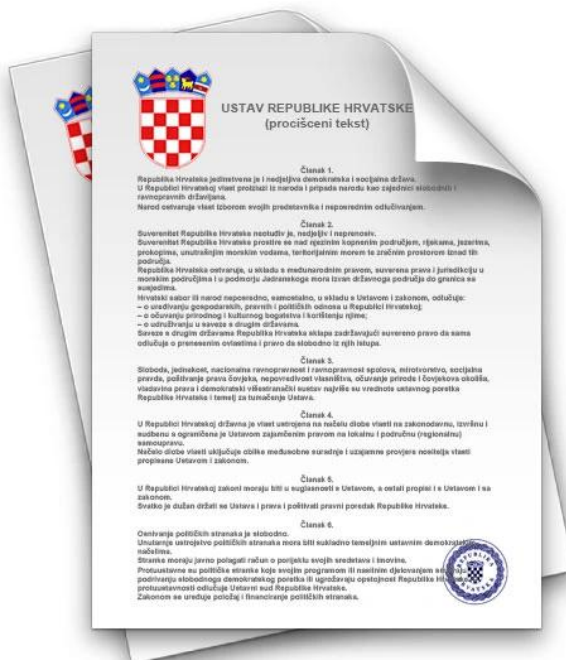 USTAV REPUBLIKE HRVATSKE
(procišceni tekst)
Članak 1.
Republika Hrvatska jedinstvena je i nedjeljiva demokratska i socijalna država.
U Republici Hrvatskoj vlast proizlazi iz naroda i pripada narodu kao zajednici slobodnih i
ravnopravnih državljana.
Narod ostvaruje vlast izborom svojih predstavnika i neposrednim odlučivanjem.
Članak 2.
Suverenitet Republike Hrvatske neotuđiv je, nedjeljiv i neprenosiv.
Suverenitet Republike Hrvatske prostire se nad njezinim kopnenim područjem, rijekama, jezerima,
prokopima, unutrašnjim morskim vodama, teritorijalnim morem te zračnim prostorom iznad tih
područja.
Republika Hrvatska ostvaruje, u skladu s međunarodnim pravom, suverena prava i jurisdikciju u
morskim područjima i u podmorju Jadranskoga mora izvan državnoga područja do granica sa
susjedima.
Hrvatski sabor ili narod neposredno, samostalno, u skladu s Ustavom i zakonom, odlučuje:
– o uređivanju gospodarskih, pravnih i političkih odnosa u Republici Hrvatskoj;
– o očuvanju prirodnog i kulturnog bogatstva i korištenju njime;
– o udruživanju u saveze s drugim državama.
Saveze s drugim državama Republika Hrvatska sklapa zadržavajući suvereno pravo da sama
odlučuje o prenesenim ovlastima i pravo da slobodno iz njih istupa.
Članak 3.
Sloboda, jednakost, nacionalna ravnopravnost i ravnopravnost spolova, mirotvorstvo, socijalna
pravda, poštivanje prava čovjeka, nepovredivost vlasništva, očuvanje prirode i čovjekova okoliša,
vladavina prava i demokratski višestranački sustav najviše su vrednote ustavnog poretka
Republike Hrvatske i temelj za tumačenje Ustava.
Članak 4.
U Republici Hrvatskoj državna je vlast ustrojena na načelu diobe vlasti na zakonodavnu, izvršnu i
sudbenu a ograničena je Ustavom zajamčenim pravom na lokalnu i područnu (regionalnu)
samoupravu.
Načelo diobe vlasti uključuje oblike međusobne suradnje i uzajamne provjere nositelja vlasti
propisane Ustavom i zakonom.
Članak 5.
U Republici Hrvatskoj zakoni moraju biti u suglasnosti s Ustavom, a ostali propisi i s Ustavom i sa
zakonom.
Svatko je dužan držati se Ustava i prava i poštivati pravni poredak Republike Hrvatske.
Članak 6.
Osnivanje političkih stranaka je slobodno.
Unutarnje ustrojstvo političkih stranaka mora biti sukladno temeljnim ustavnim demokratskim
načelima.
Stranke moraju javno polagati račun o porijeklu svojih sredstava i imovine.
Protuustavne su političke stranke koje svojim programom ili nasilnim djelovanjem
podrivanju slobodnoga demokratskog poretka ili ugrožavaju opstojnost Republike
protuustavnosti odlučuje Ustavni sud Republike Hrvatske.
Zakonom se uređuje položaj i financiranje političkih stranaka.
REPUBLIKA